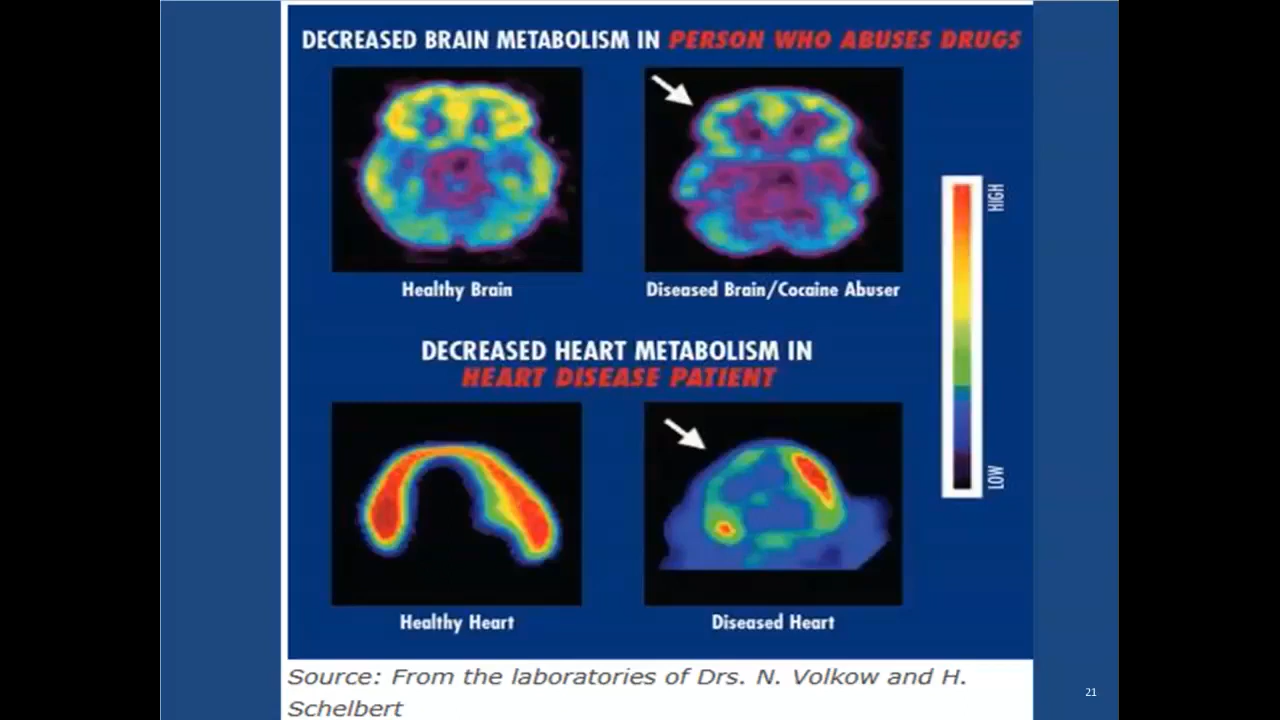 DECREASED BRAIN METABOLISM IN PERSON WHO ABUSES DRUGS
Healthy Brain
Diseased Brain/Cocaine Abuser
HIGH
DECREASED HEART METABOLISM IN
HEART DISEASE PATIENT
LOW
Healthy Heart
Diseased Heart
Source: From the laboratories of Drs. N. Volkow and H.
Schelbert
21